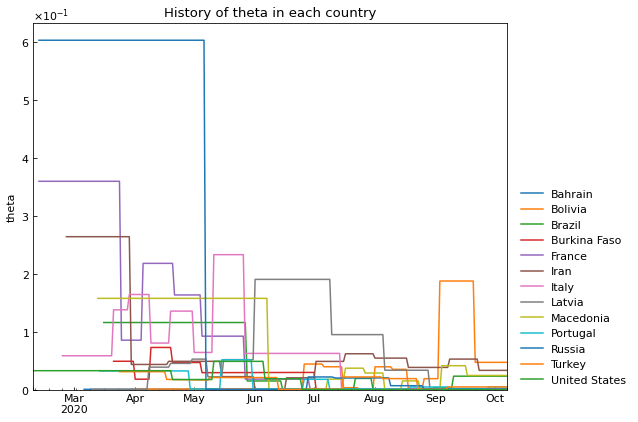 History of theta in each country
×10⁻¹
6
5
4
3
2
1
0
theta
Mar
2020
Apr
May
Jun
Jul
Aug
Sep
Oct
Bahrain
Bolivia
Brazil
Burkina Faso
France
Iran
Italy
Latvia
Macedonia
Portugal
Russia
Turkey
United States